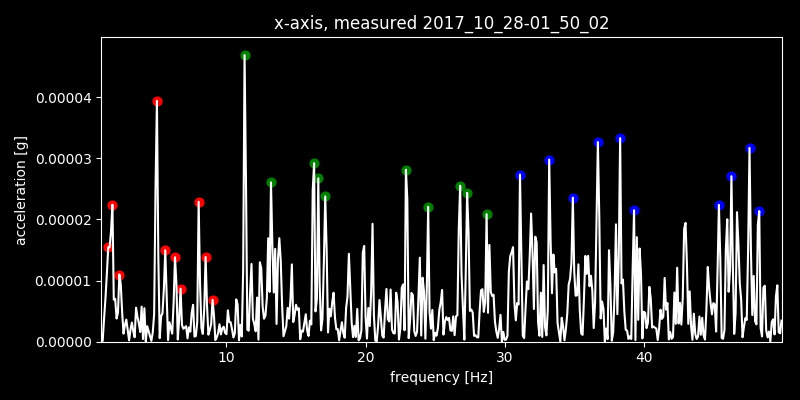 x-axis, measured 2017_10_28-01_50_02
acceleration [g]
0.00004
0.00003
0.00002
0.00001
0.00000
10 20 30 40
frequency [Hz]